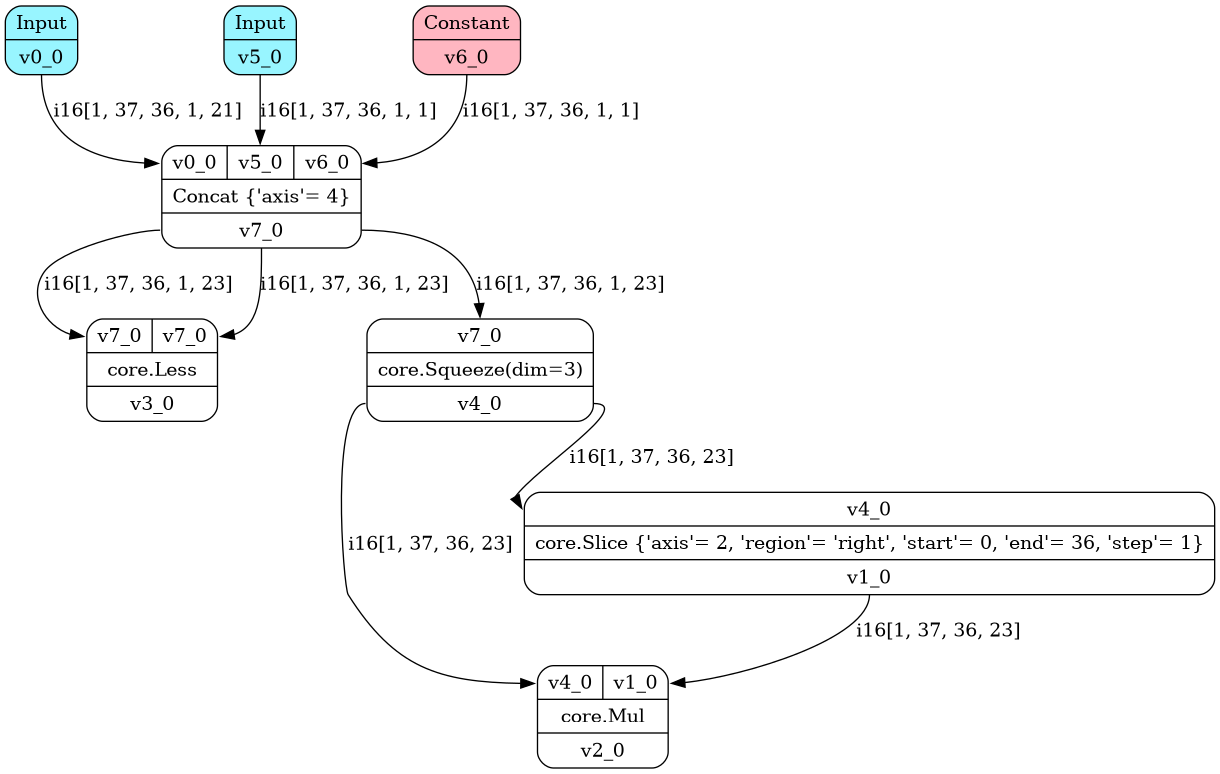 Input
v0_0
Input
v5_0
Constant
v6_0
i16[1, 37, 36, 1, 21]
i16[1, 37, 36, 1, 1]
i16[1, 37, 36, 1, 1]
v0_0 v5_0 v6_0
Concat {'axis'= 4}
v7_0
i16[1, 37, 36, 1, 23]
i16[1, 37, 36, 1, 23]
i16[1, 37, 36, 1, 23]
v7_0 v7_0
core.Less
v3_0
v7_0
core.Squeeze(dim=3)
v4_0
i16[1, 37, 36, 23]
v4_0
core.Slice {'axis'= 2, 'region'= 'right', 'start'= 0, 'end'= 36, 'step'= 1}
v1_0
i16[1, 37, 36, 23]
i16[1, 37, 36, 23]
v4_0 v1_0
core.Mul
v2_0